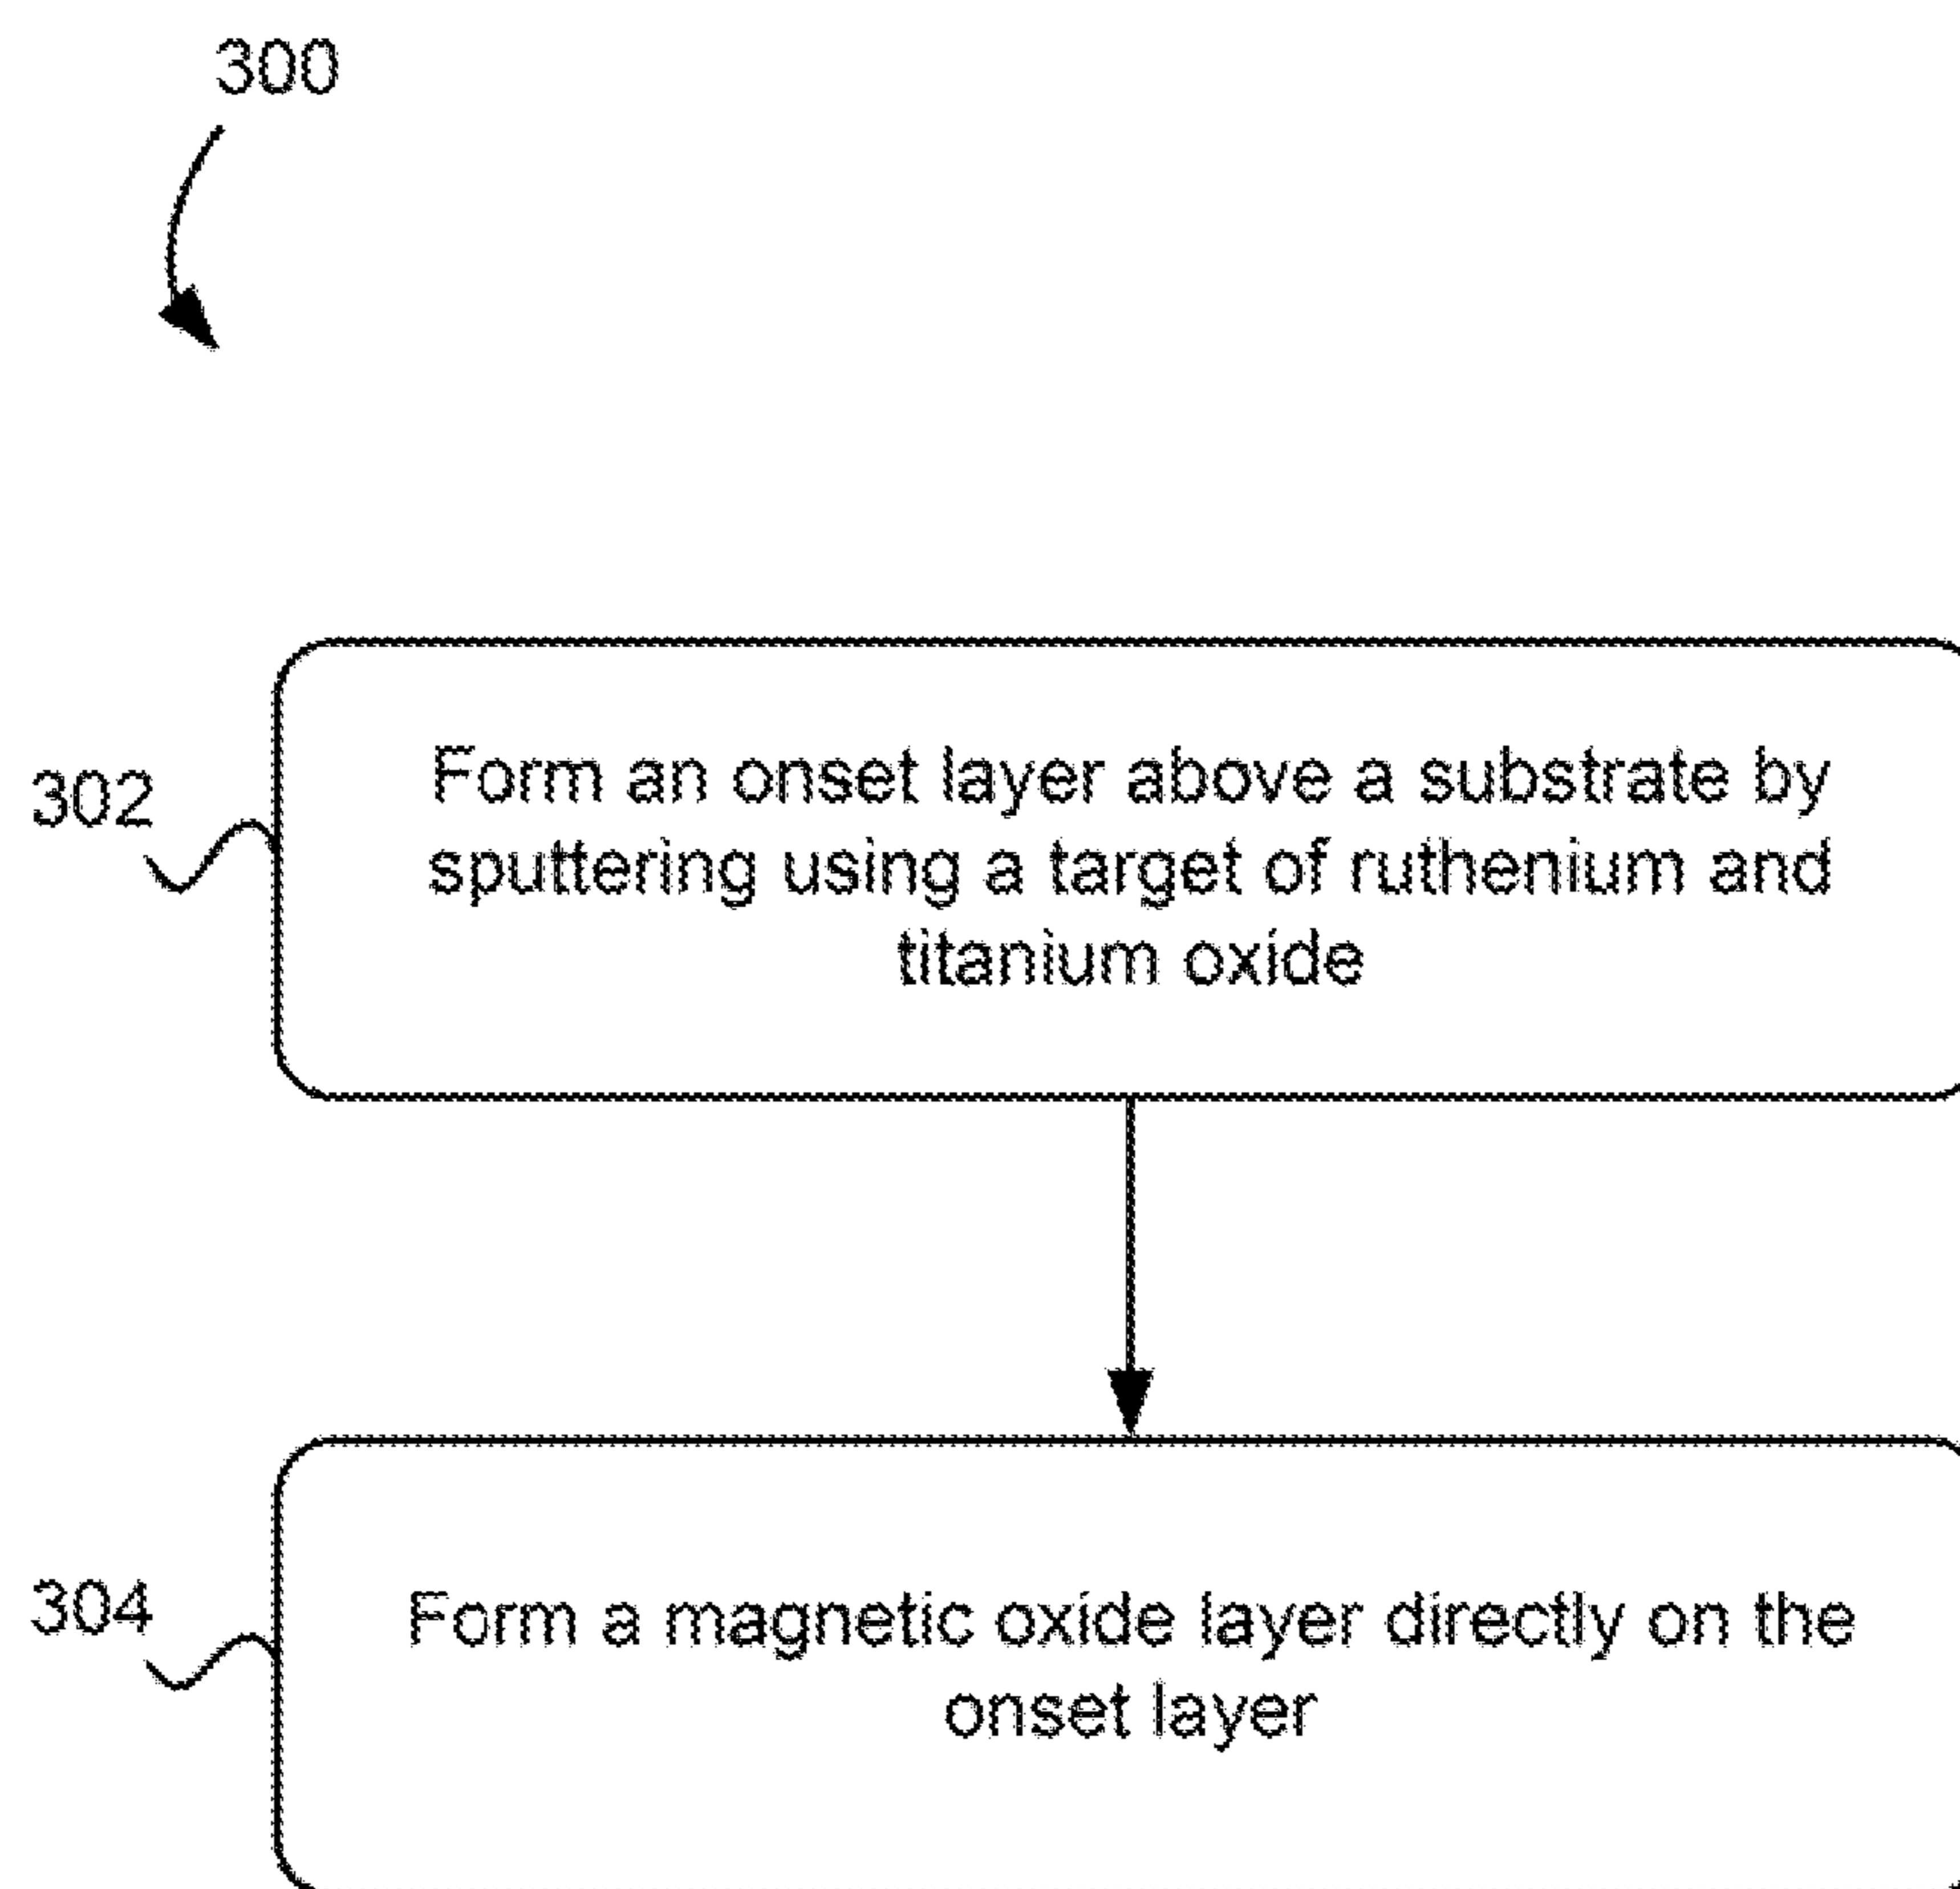 300
302
Form an onset layer above a substrate by
sputtering using a target of ruthenium and
titanium oxide
304
Form a magnetic oxide layer directly on the
onset layer